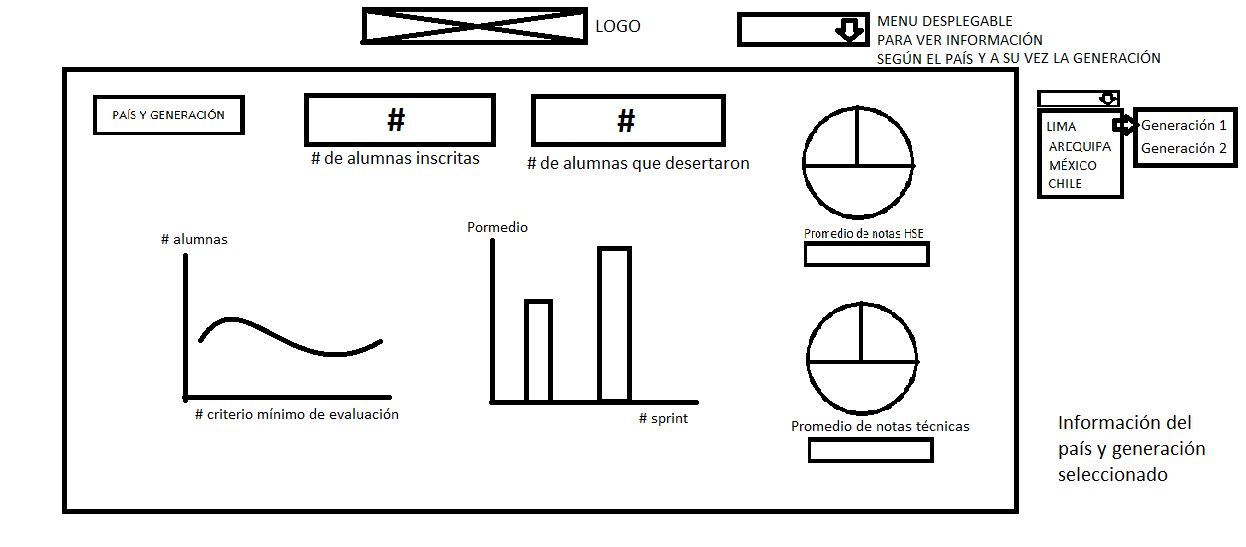 LOGO
MENU DESPLEGABLE
PARA VER INFORMACIÓN
SEGÚN EL PAÍS Y A SU VEZ LA GENERACIÓN
PAÍS Y GENERACIÓN
#
# de alumnas inscritas
#
# de alumnas que desertaron
LIMA
AREQUIFA
MÉXICO
CHILE
Generación 1
Generación 2
# alumnas
# criterio mínimo de evaluación
Pormedio
# sprint
Promedio de notas HSE
Promedio de notas técnicas
Información del
país y generación
seleccionado